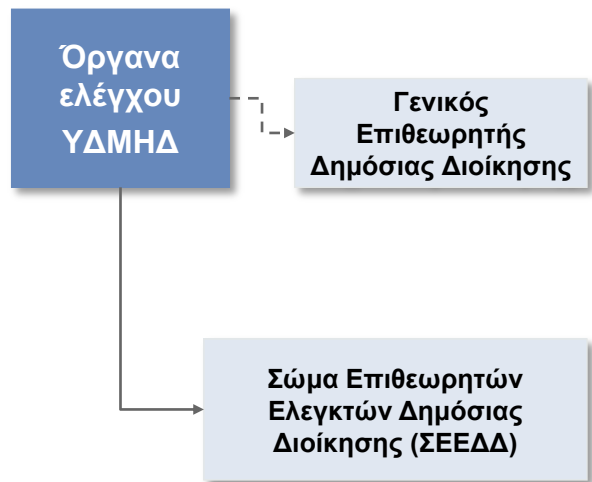 Όργανα
ελέγχου
ΥΔΜΗΔ
Γενικός
Επιθεωρητής
Δημόσιας Διοίκησης
Σώμα Επιθεωρητών
Ελεγκτών Δημόσιας
Διοίκησης (ΣΕΕΔΔ)